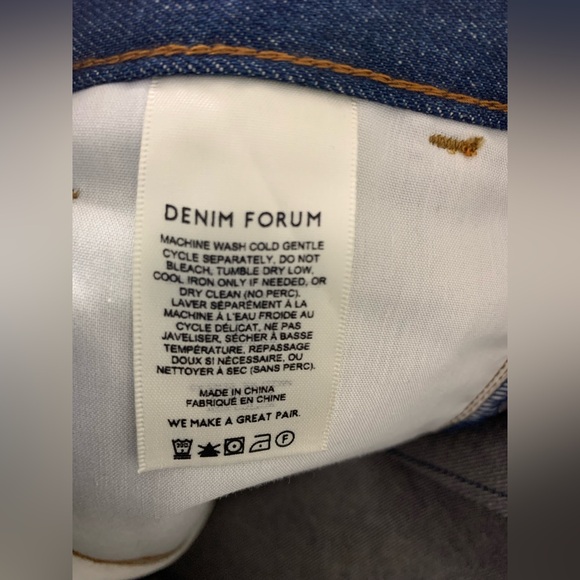 DENIM FORUM
MACHINE WASH COLD GENTLE
CYCLE SEPARATELY, DO NOT
BLEACH, TUMBLE DRY LOW,
COOL IRON ONLY IF NEEDED, OR
DRY CLEAN (NO PERC).
LAVER SÉPARÉMENT À LA
MACHINE À L'EAU FROIDE AU
CYCLE DÉLICAT, NE PAS
JAVELISER, SÉCHER À BASSE
TEMPÉRATURE, REPASSAGE
DOUX SI NÉCESSAIRE, OU
NETTOYER À SEC (SANS PERC).
MADE IN CHINA
FABRIQUÉ EN CHINE
WE MAKE A GREAT PAIR.
F